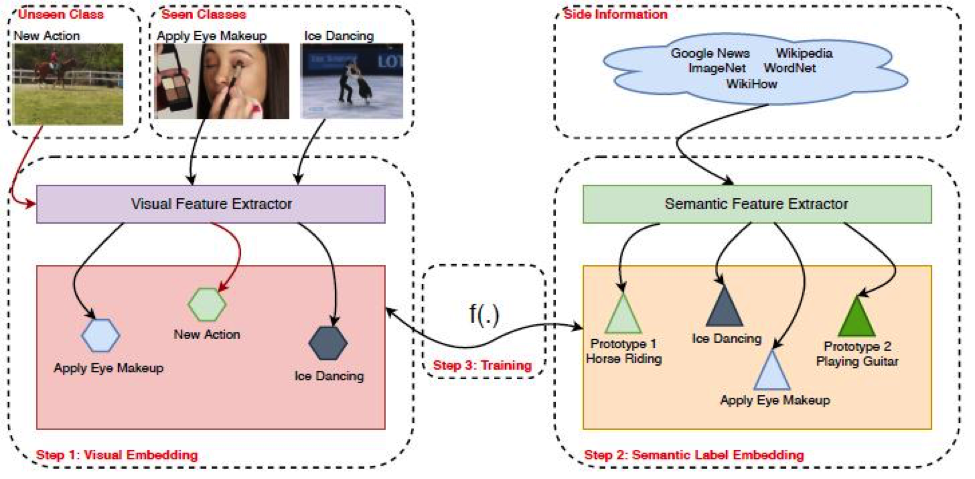 Unseen Class
New Action
Seen Classes
Apply Eye Makeup
Ice Dancing
Side Information
Google News Wikipedia
ImageNet WordNet
WikiHow
Visual Feature Extractor
Semantic Feature Extractor
Apply Eye Makeup
New Action
Ice Dancing
f(.)
Step 3: Training
Prototype 1
Horse Riding
Ice Dancing
Apply Eye Makeup
Prototype 2
Playing Guitar
Step 1: Visual Embedding
Step 2: Semantic Label Embedding